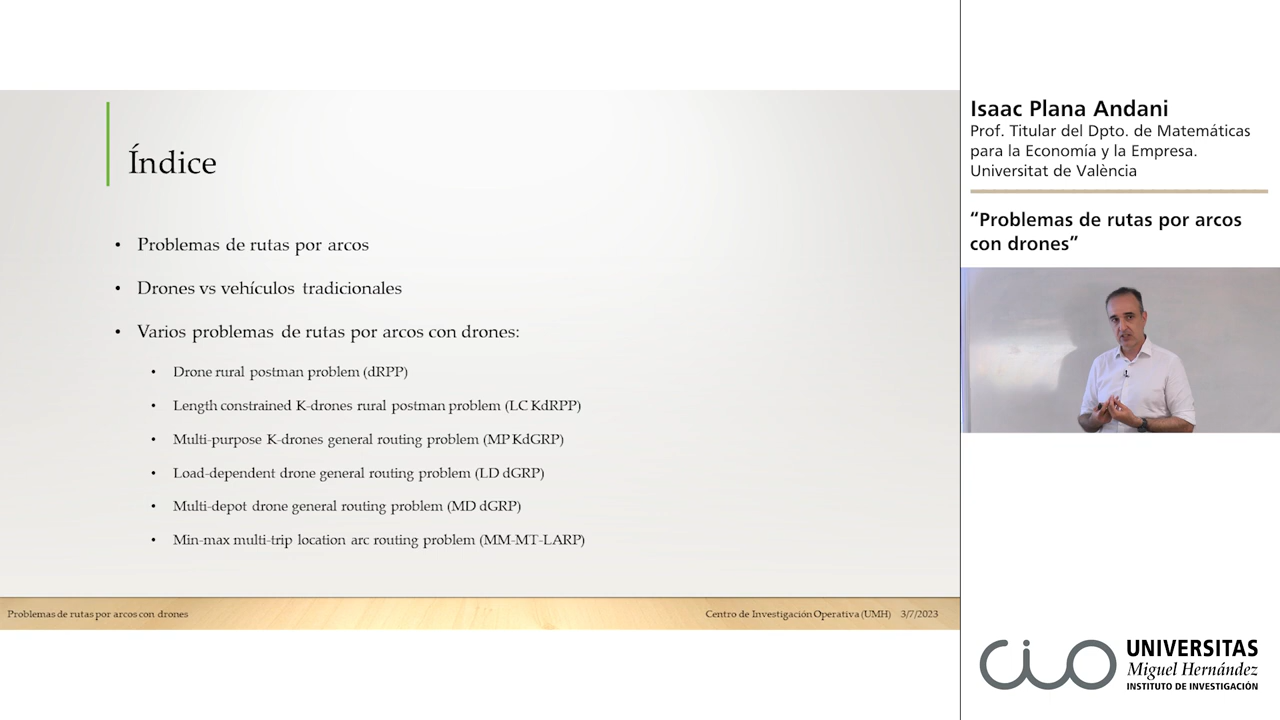 Índice
• Problemas de rutas por arcos
• Drones vs vehículos tradicionales
• Varios problemas de rutas por arcos con drones:
• Drone rural postman problem (dRPP)
• Length constrained K-drones rural postman problem (LC KdRPP)
• Multi-purpose K-drones general routing problem (MP KdGRP)
• Load-dependent drone general routing problem (LD dGRP)
• Multi-depot drone general routing problem (MD dGRP)
• Min-max multi-trip location arc routing problem (MM-MT-LARP)
Problemas de rutas por arcos con drones
Centro de Investigación Operativa (UMH) 3/7/2023
Isaac Plana Andani
Prof. Titular del Dpto. de Matemáticas
para la Economía y la Empresa.
Universitat de València
“Problemas de rutas por arcos
con drones”
cio
UNIVERSITAS
Miguel Hernández
INSTITUTO DE INVESTIGACIÓN